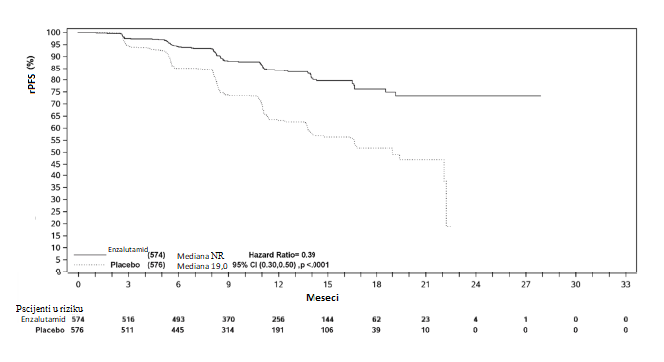 rPFS (%)
100
95
90
85
80
75
70
65
60
55
50
45
40
35
30
25
20
15
10
5
0
Enzalutamid (574) Mediana NR Hazard Ratio= 0.39
Placebo (576) Mediana 19,0 95% CI (0.30,0.50) ,p <.0001
0 3 6 9 12 15 18 21 24 27 30 33
Meseci
Pscijenti u riziku
Enzalutamid 574 516 493 370 256 144 62 23 4 1 0 0
Placebo 576 511 445 314 191 106 39 10 0 0 0 0